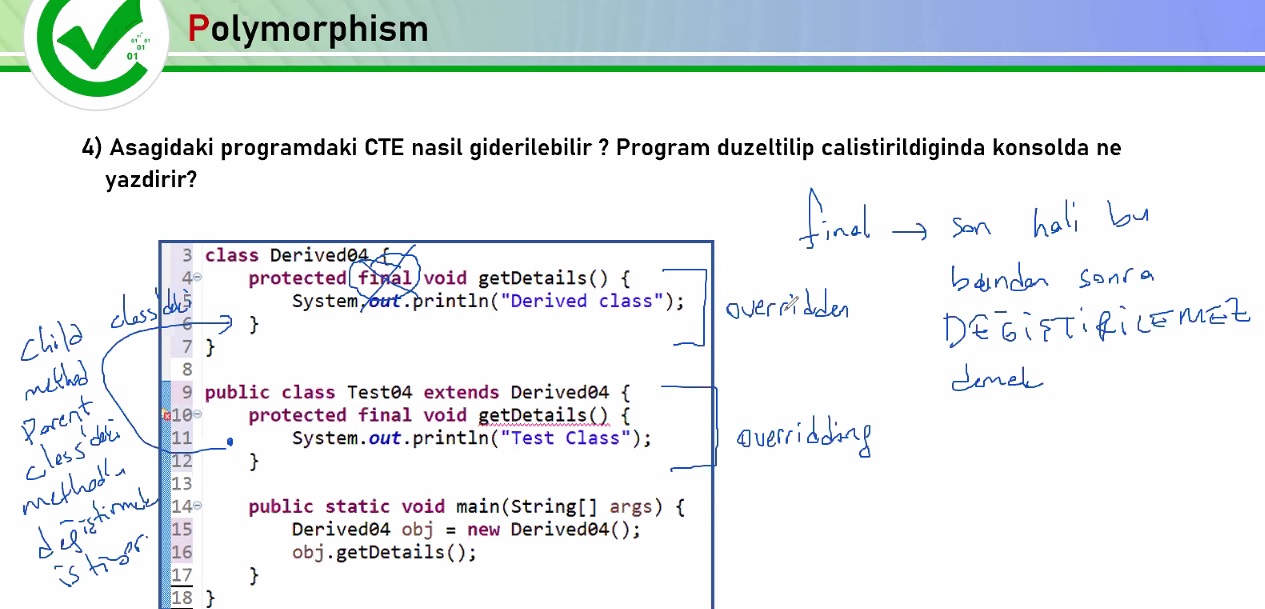 Polymorphism
4) Asagidaki programdaki CTE nasil giderilebilir ? Program duzeltilip calistirildiginda konsolda ne
yazdirir?
final → son hali bu
bundan sonra
DEĞİŞTİRİLEMEZ
demek
3 class Derived04 {
4 protected final void getDetails() {
5 System.out.println("Derived class");
6 }
7 }
8
9 public class Test04 extends Derived04 {
10 protected final void getDetails() {
11 System.out.println("Test Class");
12 }
13
14 public static void main(String[] args) {
15 Derived04 obj = new Derived04();
16 obj.getDetails();
17 }
18 }
overridden
overridding
child class'daki
method
parent
class'daki
method'u
değiştirmek
istiyor.